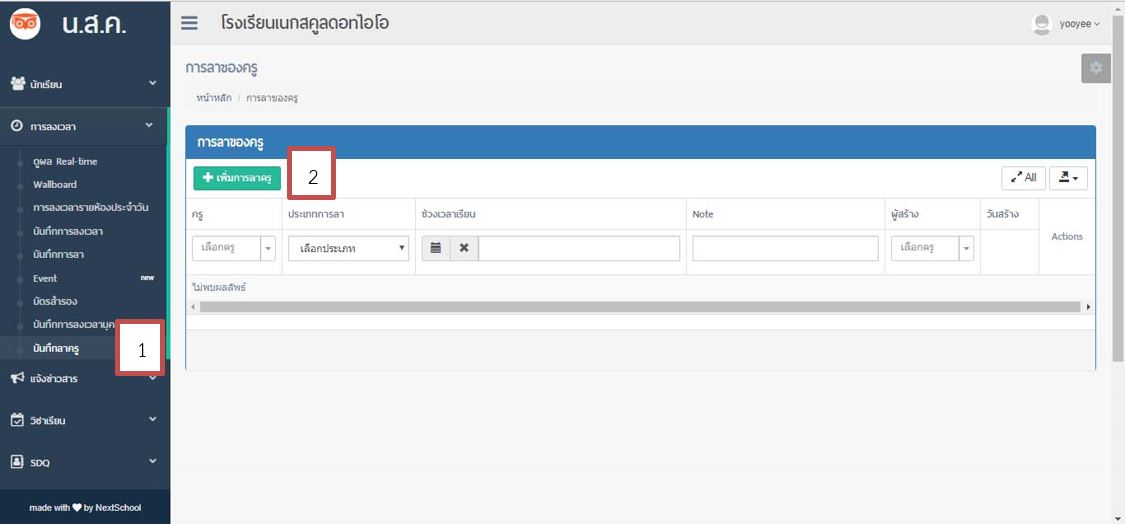 น.ส.ค.
โรงเรียนเนกสคูลดอทไอโอ
yooyee
นักเรียน
การลงเวลา
ดูผล Real-time
Wallboard
การลงเวลารายห้องประจำวัน
บันทึกการลงเวลา
บันทึกการลา
Event new
บัตรสำรอง
บันทึกการลงเวลาบุค
บันทึกลาครู
1
แจ้งข่าวสาร
วิชาเรียน
SDQ
made with by NextSchool
การลาของครู
หน้าหลัก / การลาของครู
การลาของครู
เพิ่มการลาครู
2
All
ครู ประเภทการลา ช่วงเวลาเรียน Note ผู้สร้าง วันสร้าง Actions
เลือกครู เลือกประเภท เลือกครู
ไม่พบผลลัพธ์